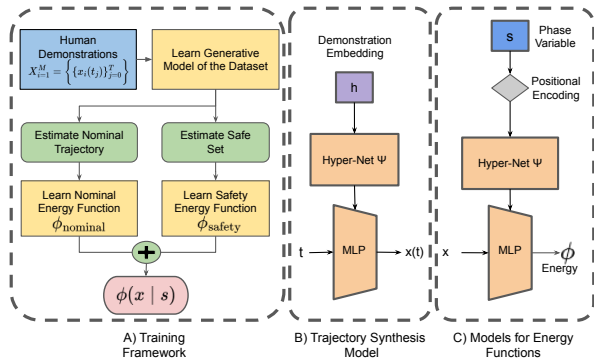 Human
Demonstrations
X_{i=1}^{M} = { {x_i(t_j)}_{j=0}^{T} }
Learn Generative
Model of the Dataset
Estimate Nominal
Trajectory
Estimate Safe
Set
Learn Nominal
Energy Function
ϕ_nominal
Learn Safety
Energy Function
ϕ_safety
+
ϕ(x | s)
A) Training
Framework
Demonstration
Embedding
h
Hyper-Net Ψ
t
MLP
x(t)
B) Trajectory Synthesis
Model
s
Phase
Variable
Positional
Encoding
Hyper-Net Ψ
x
MLP
ϕ
Energy
C) Models for Energy
Functions